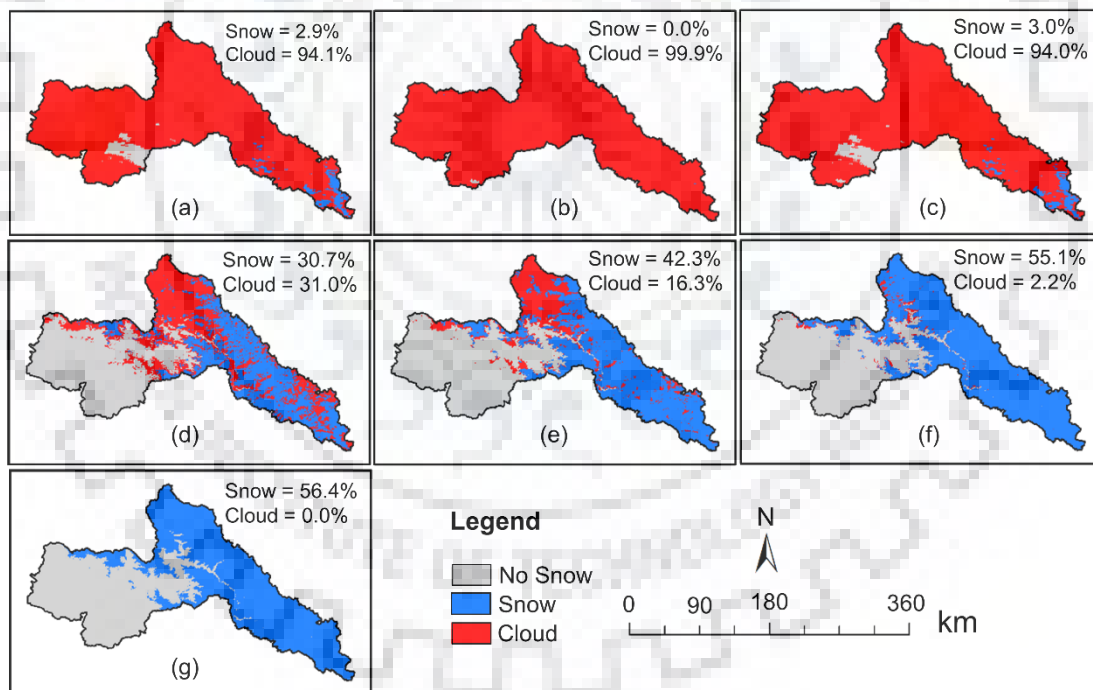 Snow = 2.9%
Cloud = 94.1%
(a)
Snow = 0.0%
Cloud = 99.9%
(b)
Snow = 3.0%
Cloud = 94.0%
(c)
Snow = 30.7%
Cloud = 31.0%
(d)
Snow = 42.3%
Cloud = 16.3%
(e)
Snow = 55.1%
Cloud = 2.2%
(f)
Snow = 56.4%
Cloud = 0.0%
(g)
Legend
No Snow
Snow
Cloud
N
0 90 180 360
km